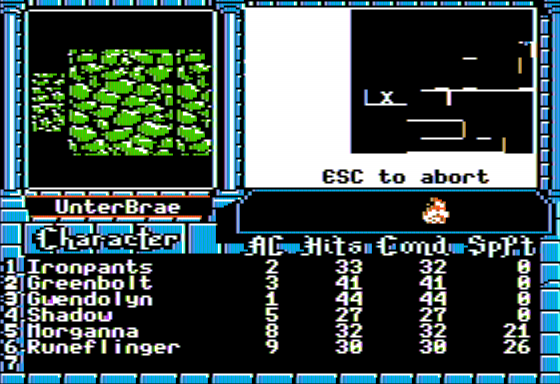 X
ESC to abort
UnterBrae
Character AC Hits Cond SpPt
1 Ironpants 2 33 32 0
2 Greenbolt 3 41 41 0
3 Gwendolyn 1 44 44 0
4 Shadow 5 27 27 0
5 Morganna 8 32 32 21
6 Runeflinger 9 30 30 26
7